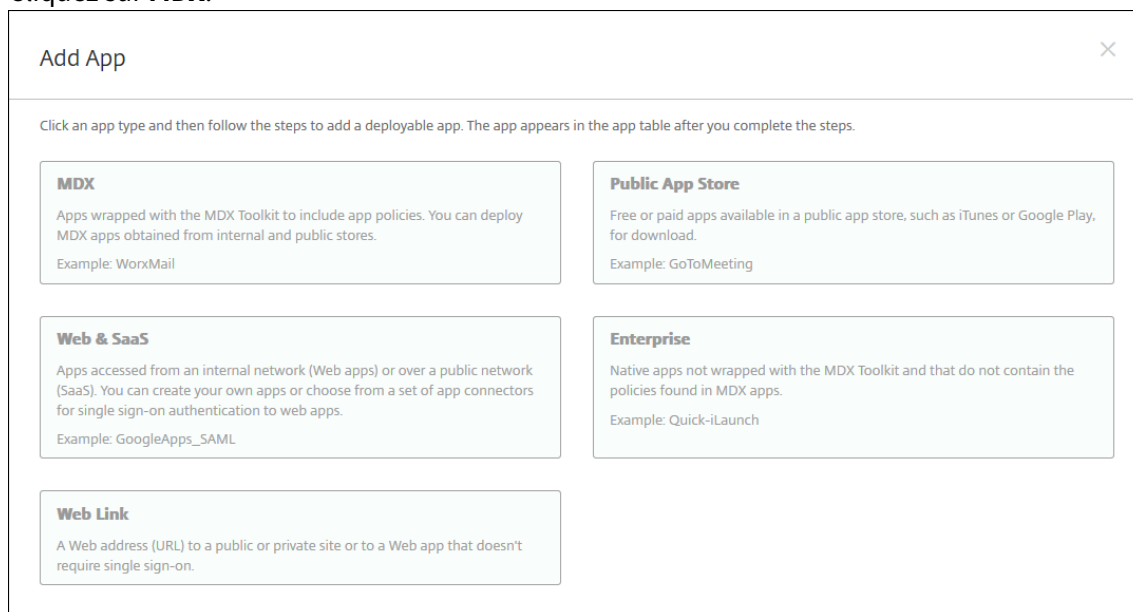 Cliquez sur MDX.
Add App
Click an app type and then follow the steps to add a deployable app. The app appears in the app table after you complete the steps.
MDX
Apps wrapped with the MDX Toolkit to include app policies. You can deploy
MDX apps obtained from internal and public stores.
Example: WorxMail
Public App Store
Free or paid apps available in a public app store, such as iTunes or Google Play,
for download.
Example: GoToMeeting
Web & SaaS
Apps accessed from an internal network (Web apps) or over a public network
(SaaS). You can create your own apps or choose from a set of app connectors
for single sign-on authentication to web apps.
Example: GoogleApps_SAML
Enterprise
Native apps not wrapped with the MDX Toolkit and that do not contain the
policies found in MDX apps.
Example: Quick-iLaunch
Web Link
A Web address (URL) to a public or private site or to a Web app that doesn't
require single sign-on.